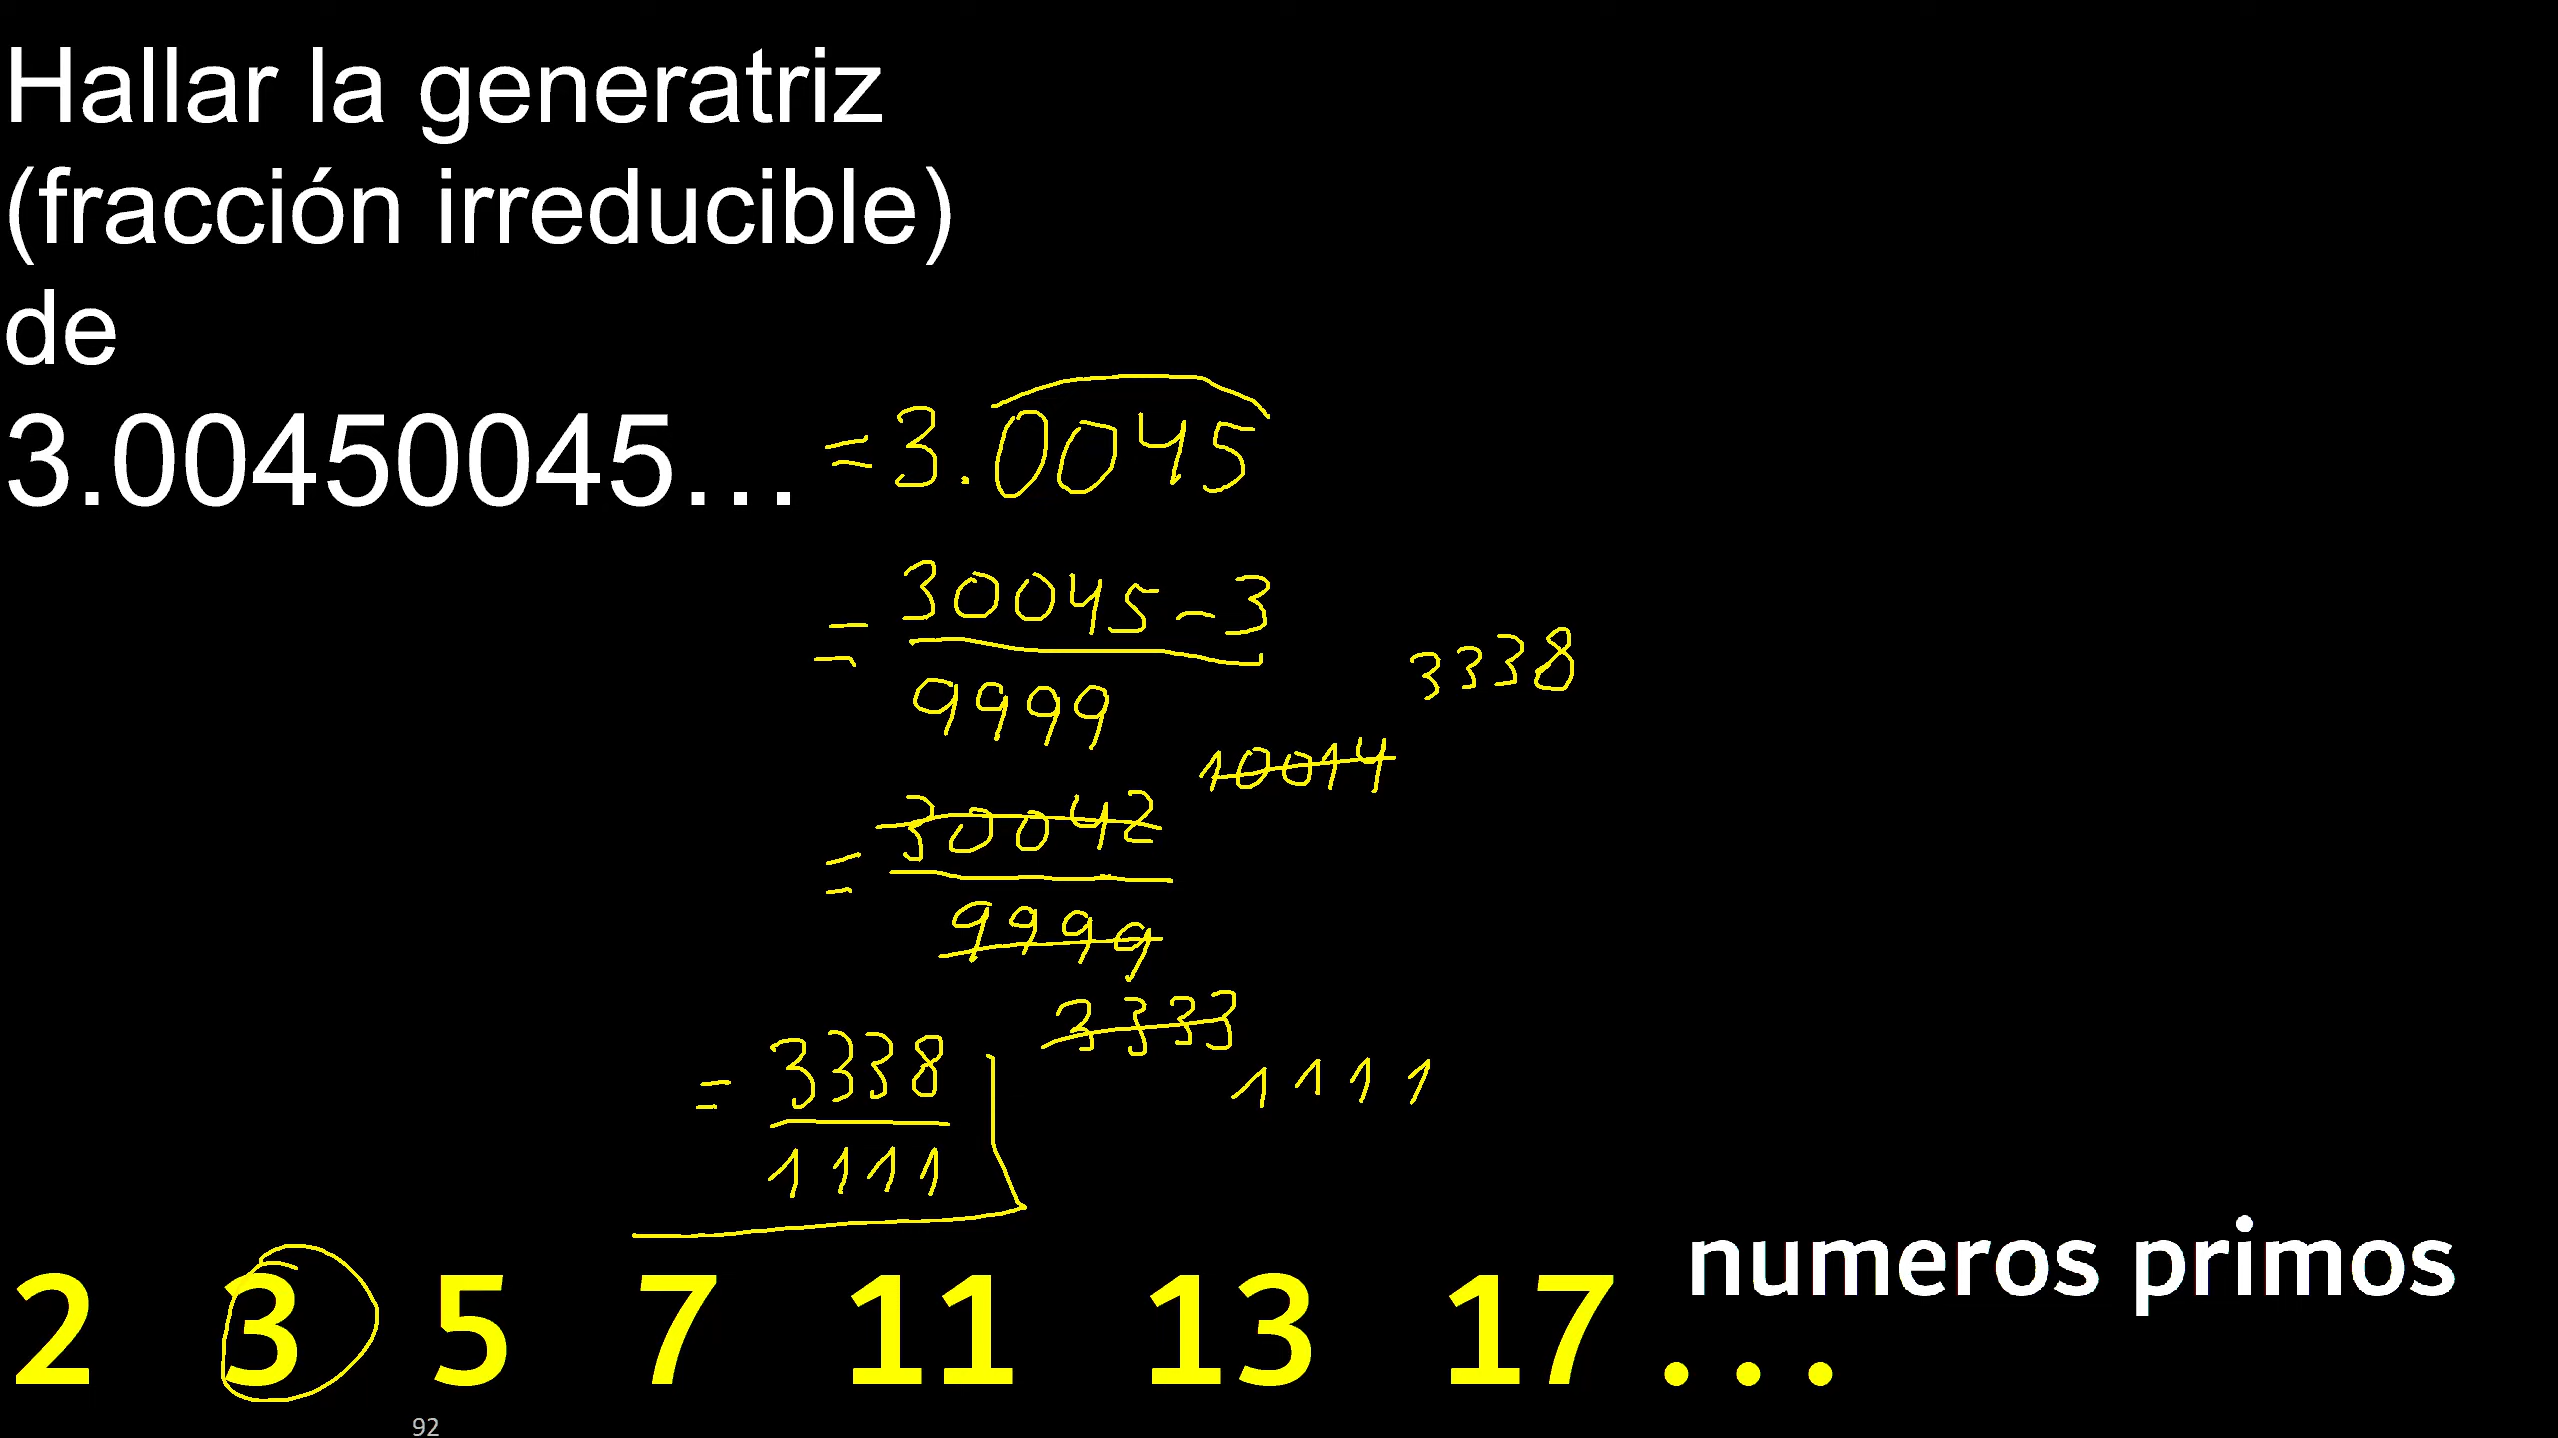 Hallar la generatriz
(fracción irreducible)
de
3.00450045... = 3.0045
= 30045 - 3
9999
3338
10014
= 30042
9999
3333
1111
= 3338
1111
numeros primos
2 3 5 7 11 13 17 ...
92